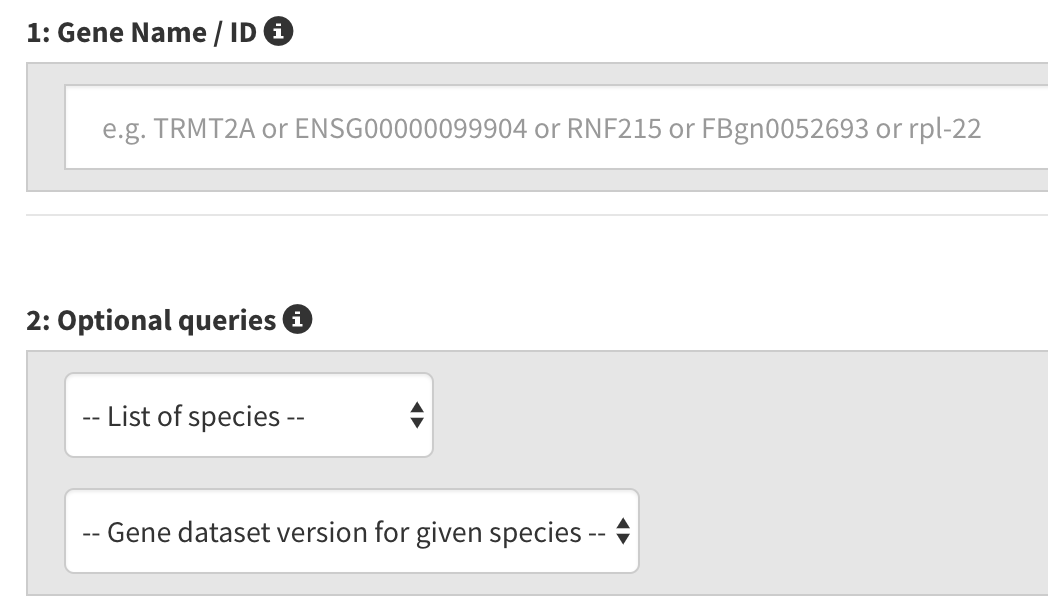 1: Gene Name / ID
e.g. TRMT2A or ENSG00000099904 or RNF215 or FBgn0052693 or rpl-22
2: Optional queries
-- List of species --
-- Gene dataset version for given species --